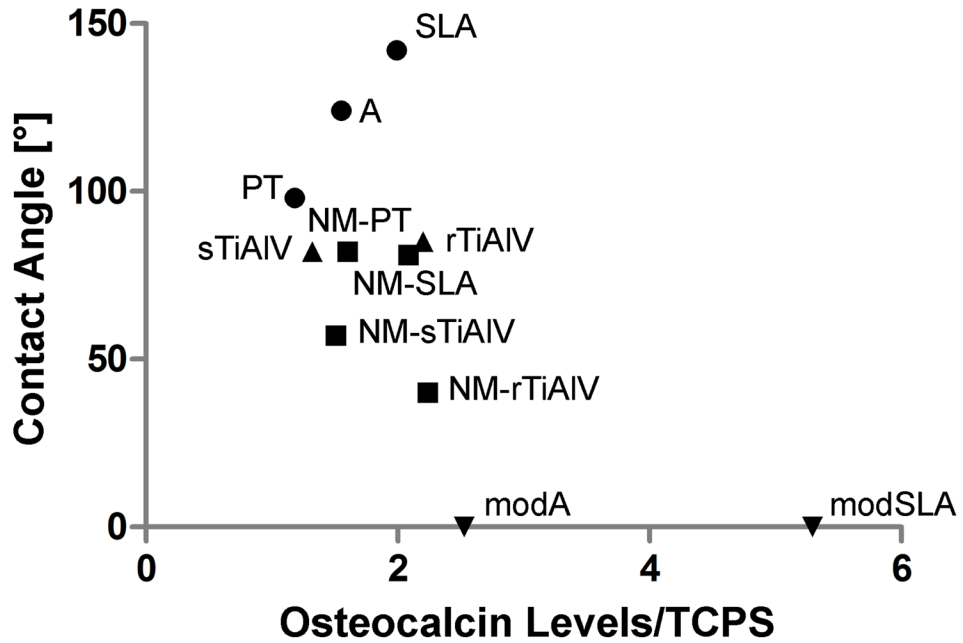 150
SLA
A
100
PT
NM-PT
sTiAlV
rTiAlV
NM-SLA
NM-sTiAlV
50
NM-rTiAlV
modA
modSLA
0
0 2 4 6
Contact Angle [°]
Osteocalcin Levels/TCPS